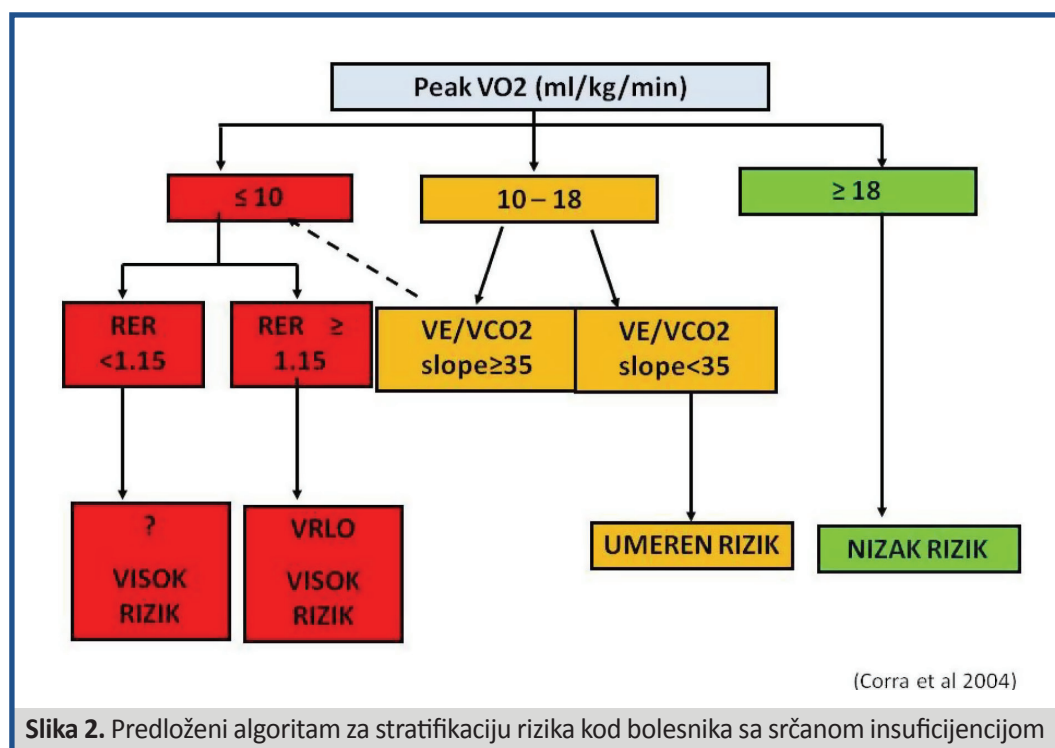 Peak VO2 (ml/kg/min)
≤ 10
10 – 18
≥ 18
RER
<1.15
RER ≥
1.15
VE/VCO2
slope≥35
VE/VCO2
slope<35
?
VISOK
RIZIK
VRLO
VISOK
RIZIK
UMEREN RIZIK
NIZAK RIZIK
(Corra et al 2004)
Slika 2. Predloženi algoritam za stratifikaciju rizika kod bolesnika sa srčanom insuficijencijom